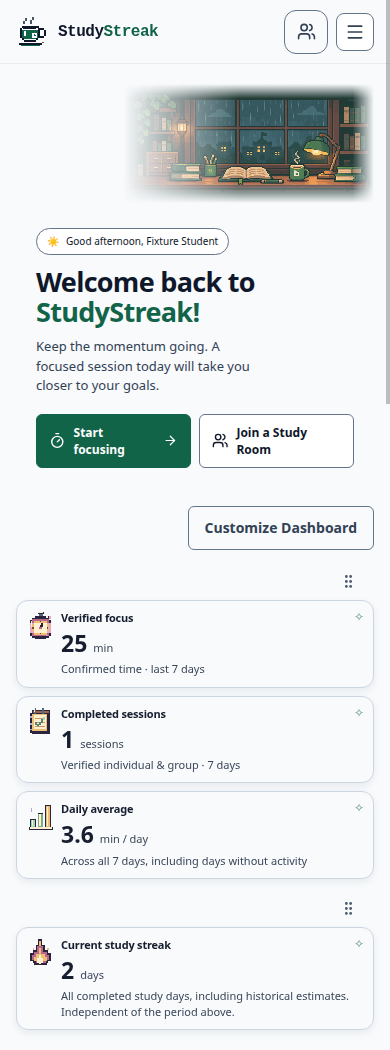 StudyStreak
Good afternoon, Fixture Student
Welcome back to
StudyStreak!
Keep the momentum going. A
focused session today will take you
closer to your goals.
Start
focusing
Join a Study
Room
Customize Dashboard
Verified focus
25 min
Confirmed time · last 7 days
Completed sessions
1 sessions
Verified individual & group · 7 days
Daily average
3.6 min / day
Across all 7 days, including days without activity
Current study streak
2 days
All completed study days, including historical estimates.
Independent of the period above.